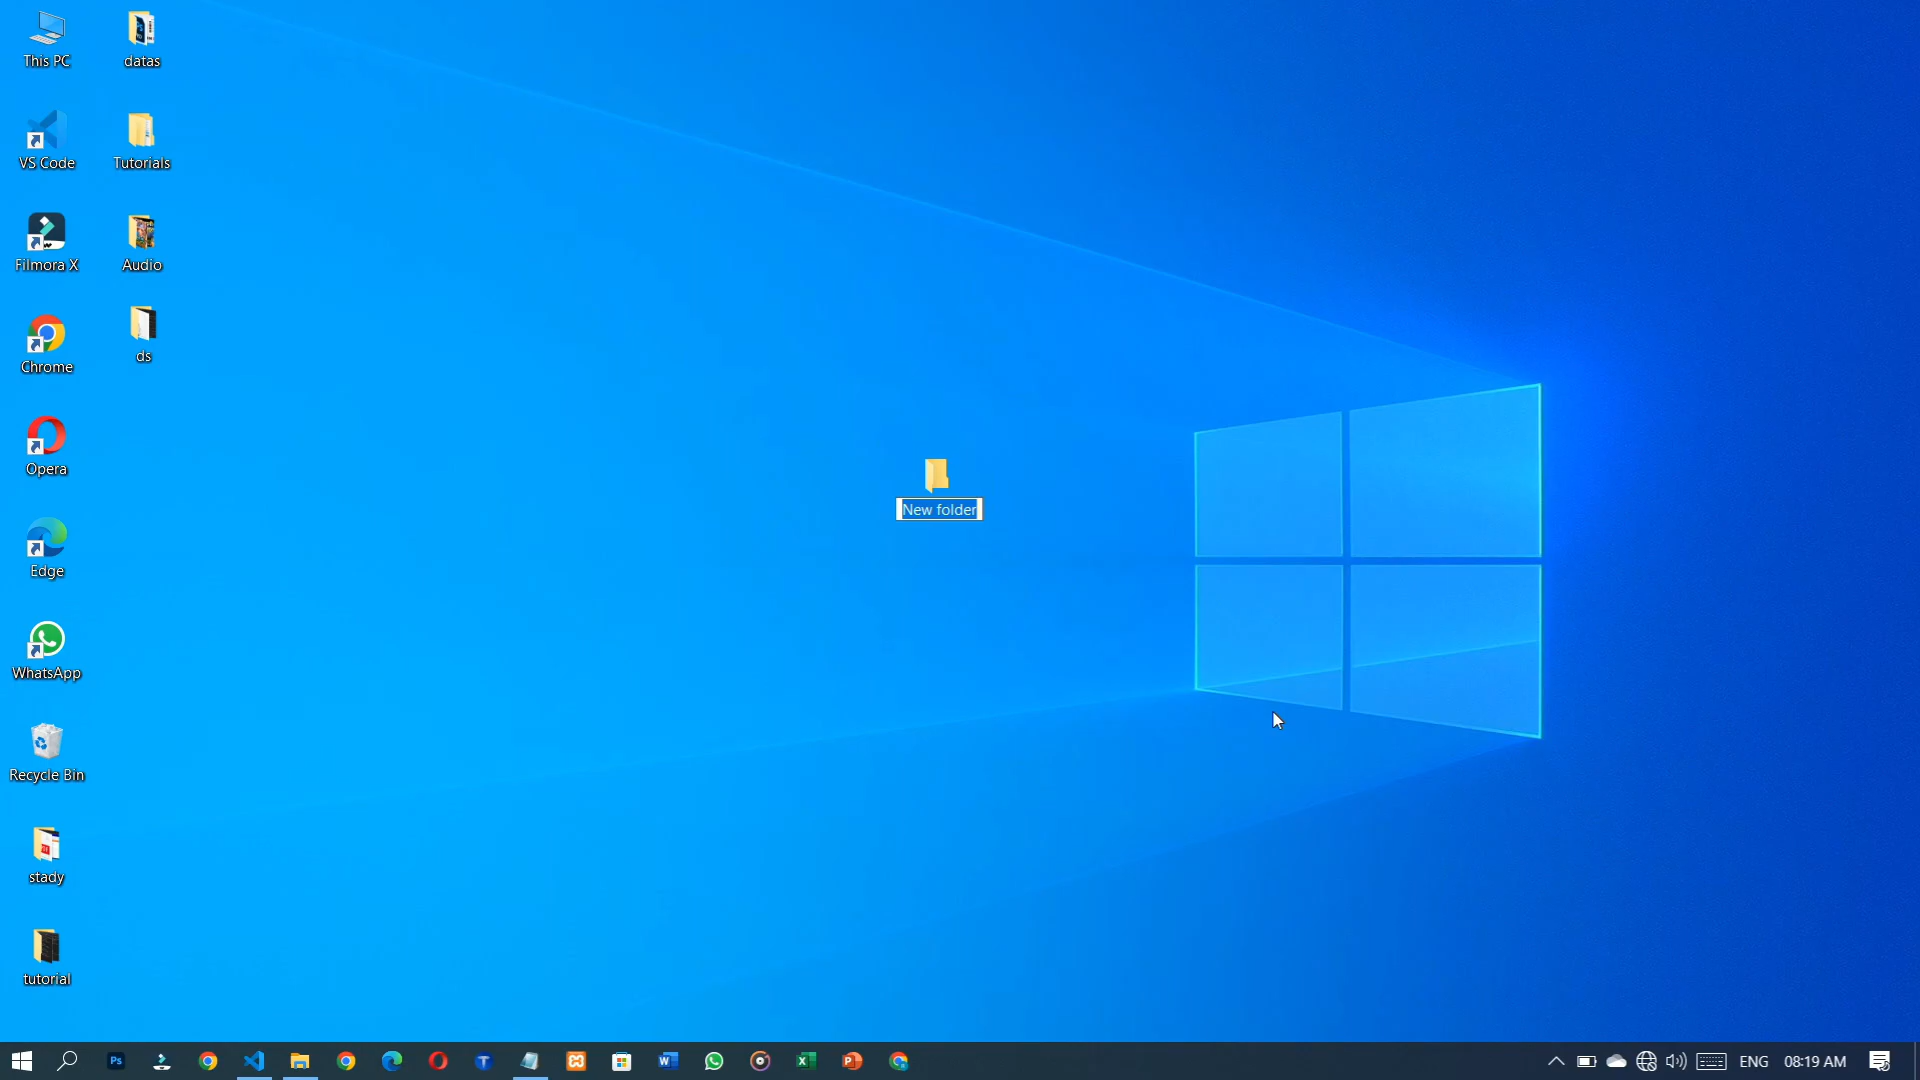 This PC
datas
VS Code
Tutorials
Filmora X
Audio
Chrome
ds
Opera
New folder
Edge
WhatsApp
Recycle Bin
stady
tutorial
Ps
T
W
X
P
ENG
08:19 AM